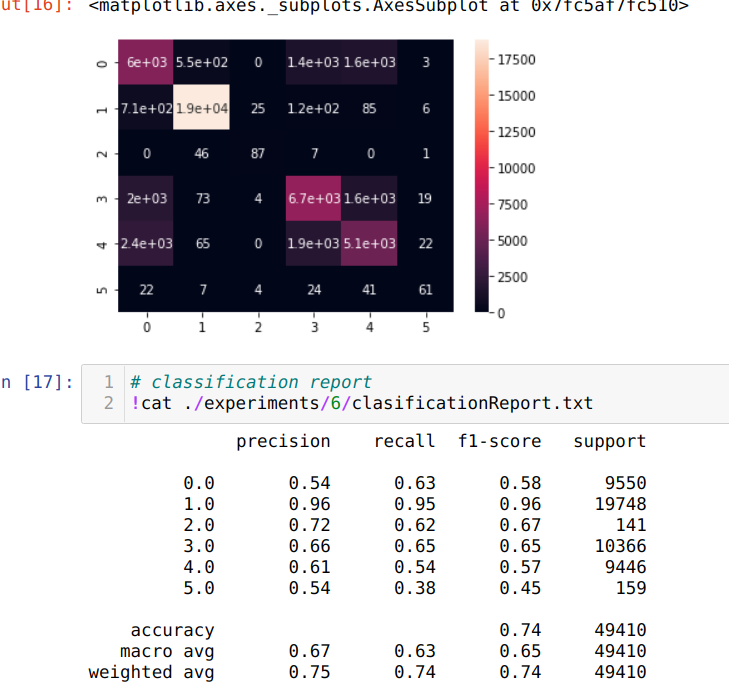 ut[16]: <matplotlib.axes._subplots.AxesSubplot at 0x7fc5af7fc510>
0 6e+03 5.5e+02 0 1.4e+03 1.6e+03 3
1 7.1e+02 1.9e+04 25 1.2e+02 85 6
2 0 46 87 7 0 1
3 2e+03 73 4 6.7e+03 1.6e+03 19
4 2.4e+03 65 0 1.9e+03 5.1e+03 22
5 22 7 4 24 41 61
0 1 2 3 4 5
17500
15000
12500
10000
7500
5000
2500
0
n [17]: 1 # classification report
2 !cat ./experiments/6/clasificationReport.txt
precision recall f1-score support
0.0 0.54 0.63 0.58 9550
1.0 0.96 0.95 0.96 19748
2.0 0.72 0.62 0.67 141
3.0 0.66 0.65 0.65 10366
4.0 0.61 0.54 0.57 9446
5.0 0.54 0.38 0.45 159
accuracy 0.74 49410
macro avg 0.67 0.63 0.65 49410
weighted avg 0.75 0.74 0.74 49410